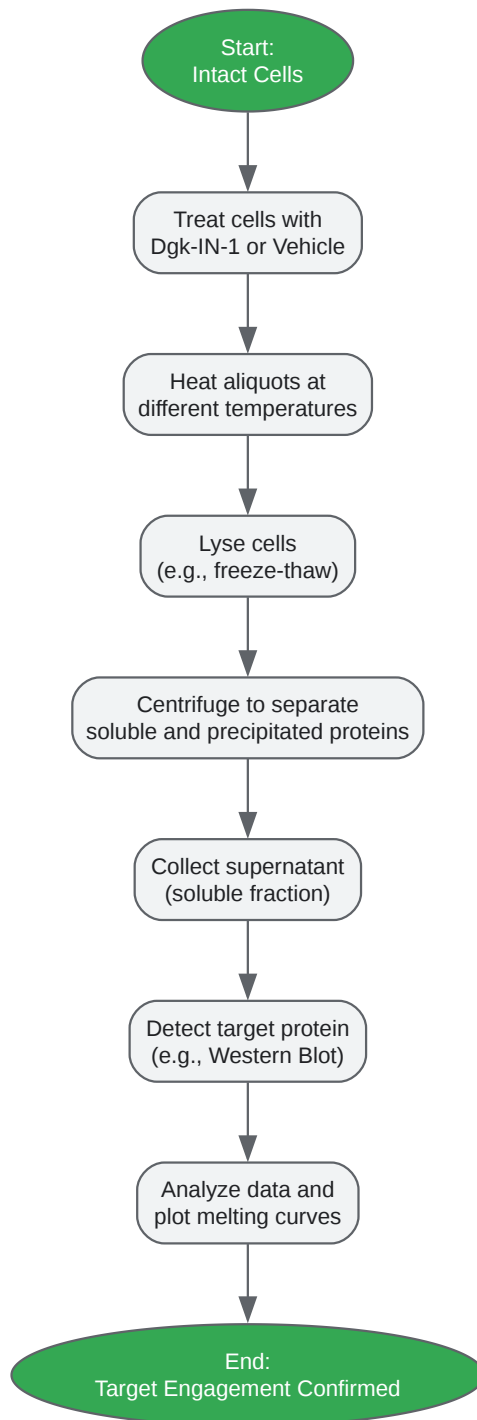 Start:
Intact Cells
Treat cells with
Dgk-IN-1 or Vehicle
Heat aliquots at
different temperatures
Lyse cells
(e.g., freeze-thaw)
Centrifuge to separate
soluble and precipitated proteins
Collect supernatant
(soluble fraction)
Detect target protein
(e.g., Western Blot)
Analyze data and
plot melting curves
End:
Target Engagement Confirmed